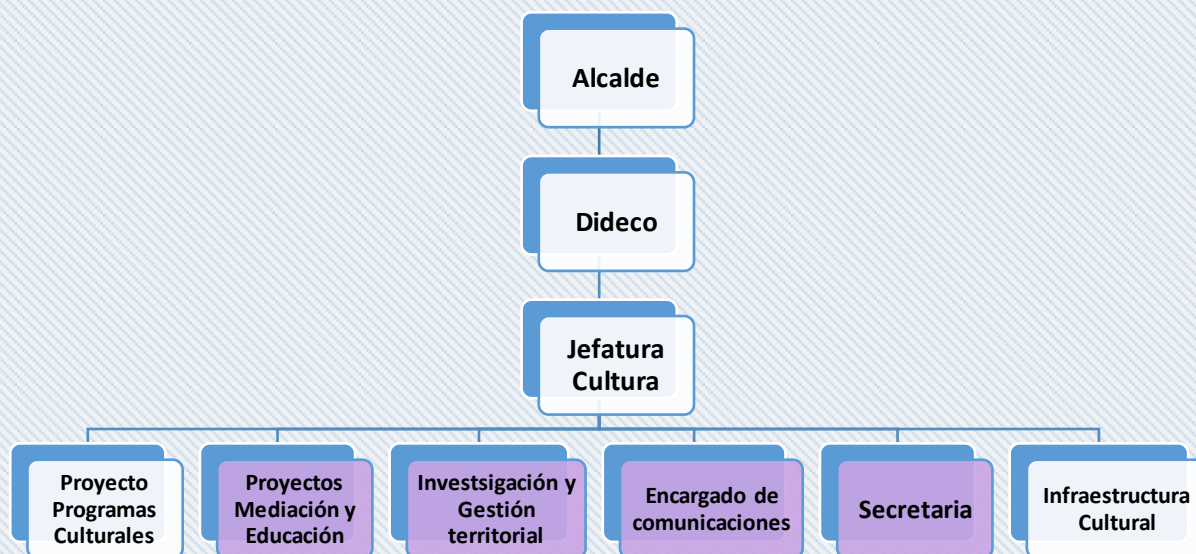 Alcalde
Dideco
Jefatura
Cultura
Proyecto
Programas
Culturales
Proyectos
Mediación y
Educación
Investsigación y
Gestión
territorial
Encargado de
comunicaciones
Secretaria
Infraestructura
Cultural